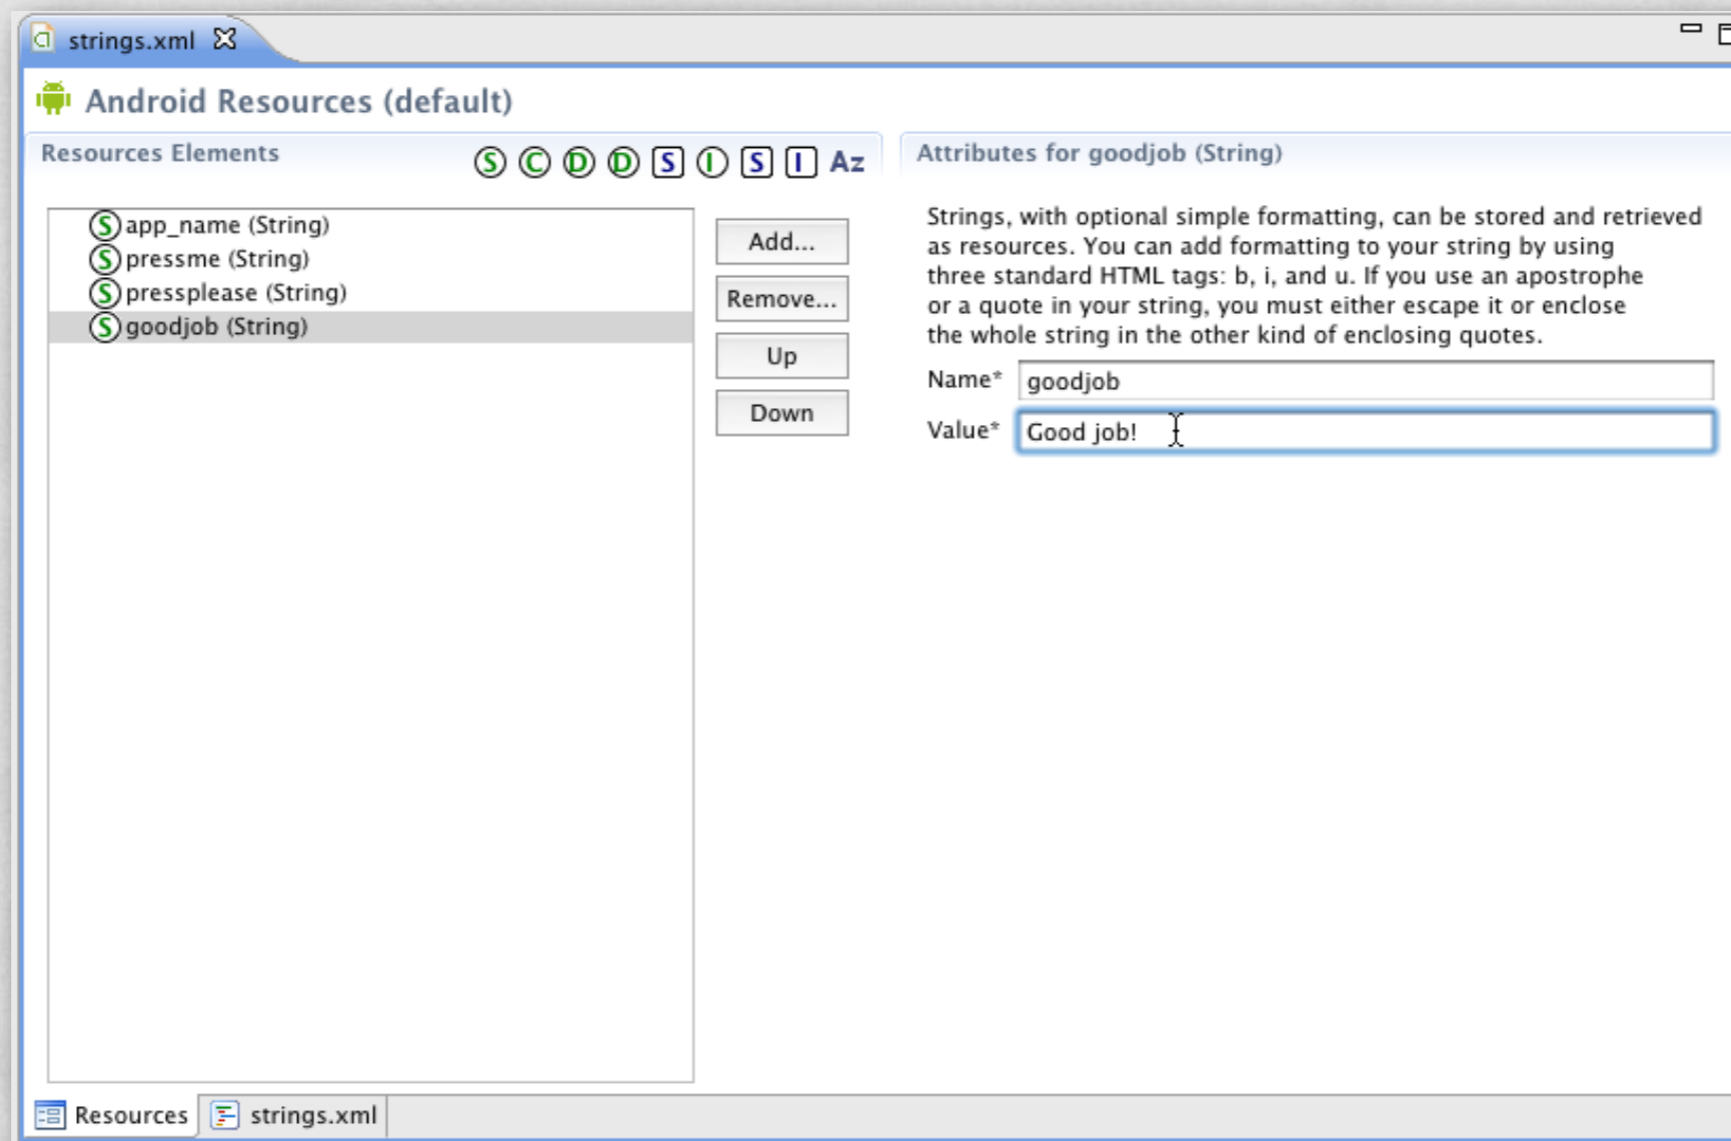 strings.xml
Android Resources (default)
Resources Elements
S C D D S I S I Az
app_name (String)
pressme (String)
pressplease (String)
goodjob (String)
Add...
Remove...
Up
Down
Attributes for goodjob (String)
Strings, with optional simple formatting, can be stored and retrieved
as resources. You can add formatting to your string by using
three standard HTML tags: b, i, and u. If you use an apostrophe
or a quote in your string, you must either escape it or enclose
the whole string in the other kind of enclosing quotes.
Name* goodjob
Value* Good job!
Resources strings.xml